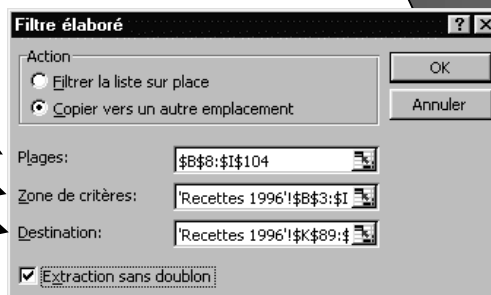 Filtre élaboré
Action
Filtrer la liste sur place
Copier vers un autre emplacement
OK
Annuler
Plages: $B$8:$I$104
Zone de critères: 'Recettes 1996'!$B$3:$I
Destination: 'Recettes 1996'!$K$89:$
Extraction sans doublon